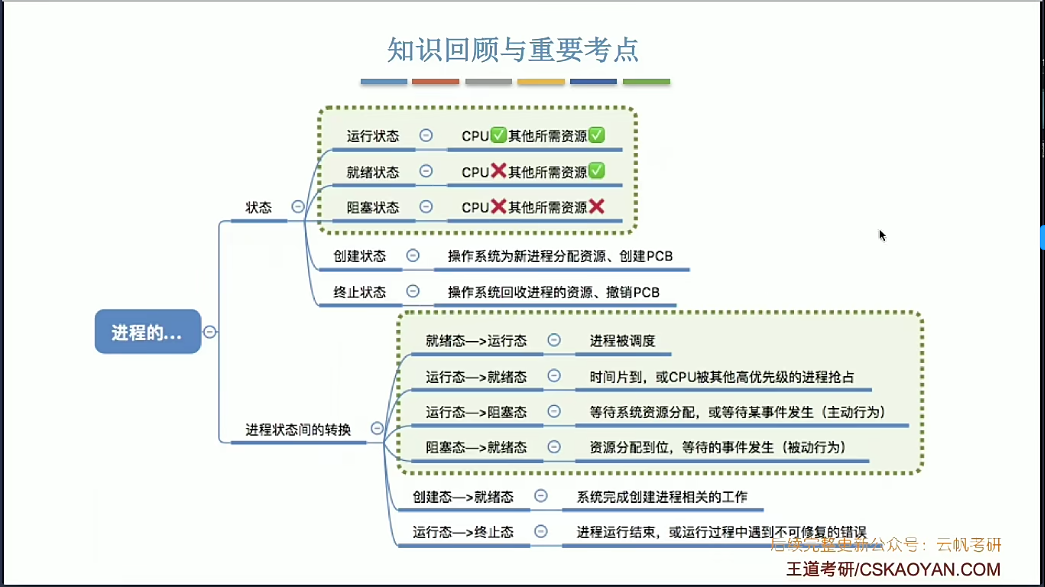 知识回顾与重要考点
运行状态 CPU✅其他所需资源✅
就绪状态 CPU❌其他所需资源✅
阻塞状态 CPU❌其他所需资源❌
状态
创建状态 操作系统为新进程分配资源、创建PCB
终止状态 操作系统回收进程的资源、撤销PCB
进程的...
就绪态—>运行态 进程被调度
运行态—>就绪态 时间片到，或CPU被其他高优先级的进程抢占
运行态—>阻塞态 等待系统资源分配，或等待某事件发生（主动行为）
进程状态间的转换
阻塞态—>就绪态 资源分配到位，等待的事件发生（被动行为）
创建态—>就绪态 系统完成创建进程相关的工作
运行态—>终止态 进程运行结束，或运行过程中遇到不可修复的错误
后续完整更新公众号：云帆考研
王道考研/CSKAOYAN.COM